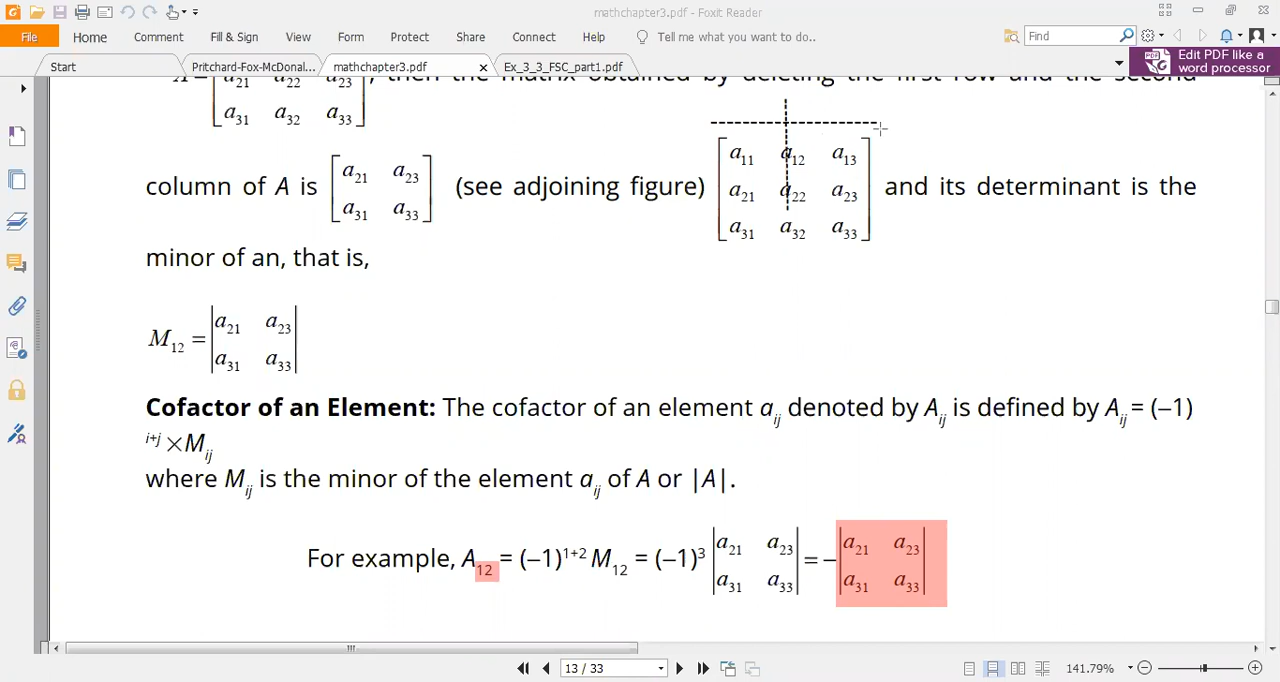 mathchapter3.pdf - Foxit Reader
File Home Comment Fill & Sign View Form Protect Share Connect Help Tell me what you want to do.. Find
Start Pritchard-Fox-McDonal... mathchapter3.pdf Ex_3_3_FSC_part1.pdf Edit PDF like a
word processor
A = a21 a22 a23 , then the matrix obtained by deleting the first row and the second
a31 a32 a33
a11 a12 a13
column of A is [a21 a23 (see adjoining figure) a21 a22 a23 and its determinant is the
a31 a33] a31 a32 a33
minor of an, that is,
M12 = |a21 a23
a31 a33|
Cofactor of an Element: The cofactor of an element aij denoted by Aij is defined by Aij = (–1)
i+j ×Mij
where Mij is the minor of the element aij of A or |A|.
For example, A12 = (–1)1+2 M12 = (–1)3 |a21 a23 = – |a21 a23
a31 a33| a31 a33|
13 / 33 141.79%